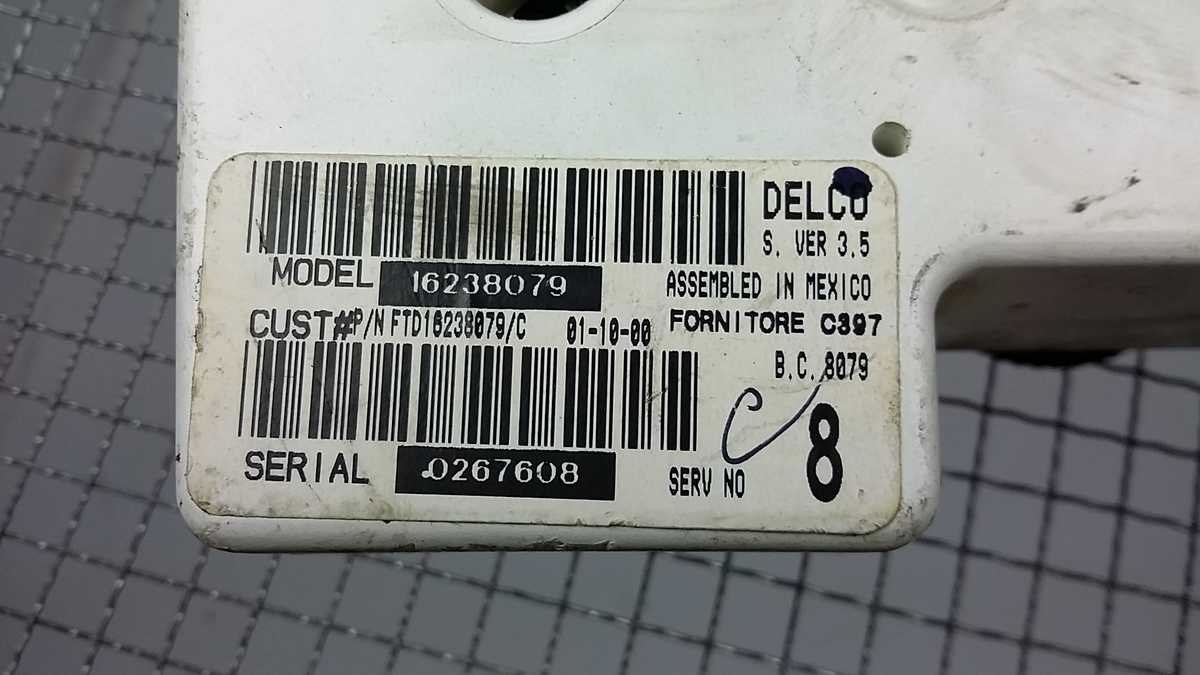 DELCO
S. VER 3.5
MODEL 16238079
ASSEMBLED IN MEXICO
CUST# P/N FTD16238079/C 01-10-00
FORNITORE C397
B.C. 8079
SERIAL 0267608
SERV NO 8